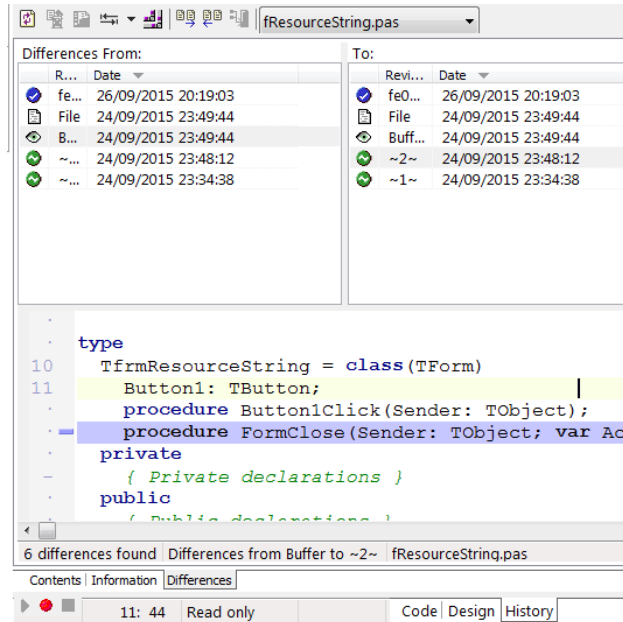 fResourceString.pas
Differences From: To:
R... Date Revi... Date
fe... 26/09/2015 20:19:03 fe0... 26/09/2015 20:19:03
File 24/09/2015 23:49:44 File 24/09/2015 23:49:44
B... 24/09/2015 23:49:44 Buff... 24/09/2015 23:49:44
~... 24/09/2015 23:48:12 ~2~ 24/09/2015 23:48:12
~... 24/09/2015 23:34:38 ~1~ 24/09/2015 23:34:38
type
10 TfrmResourceString = class(TForm)
11 Button1: TButton;
procedure Button1Click(Sender: TObject);
procedure FormClose(Sender: TObject; var Ac
private
{ Private declarations }
public
{ Public declarations }
6 differences found Differences from Buffer to ~2~ fResourceString.pas
Contents Information Differences
11: 44 Read only Code Design History